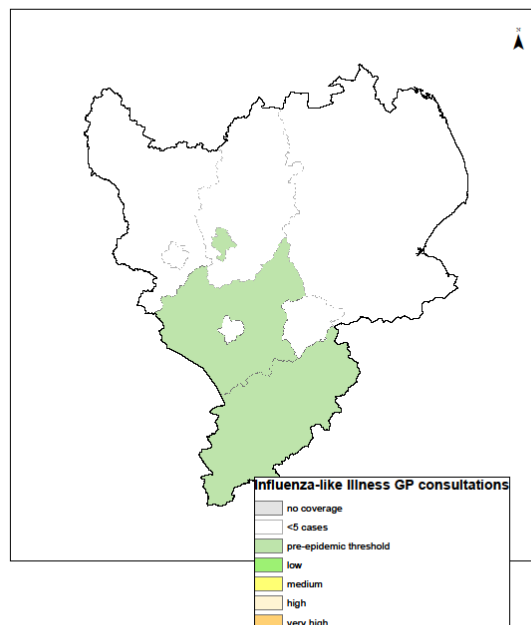 Influenza-like Illness GP consultations
no coverage
<5 cases
pre-epidemic threshold
low
medium
high
very high